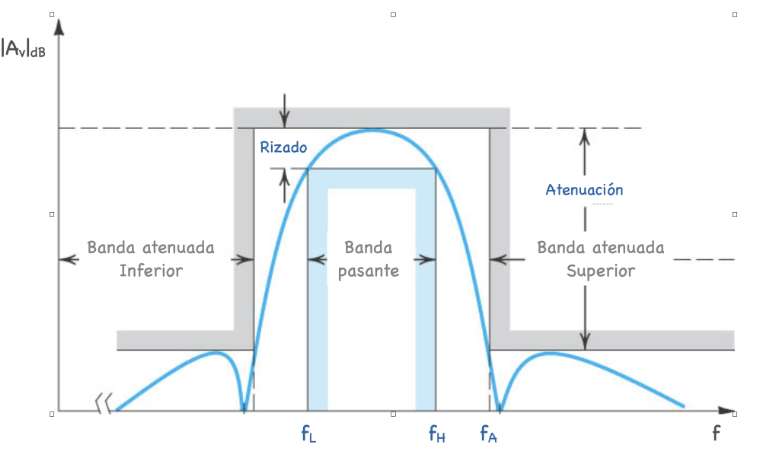 |Av|dB
Rizado
Atenuación
Banda atenuada
Inferior
Banda
pasante
Banda atenuada
Superior
fL
fH
fA
f